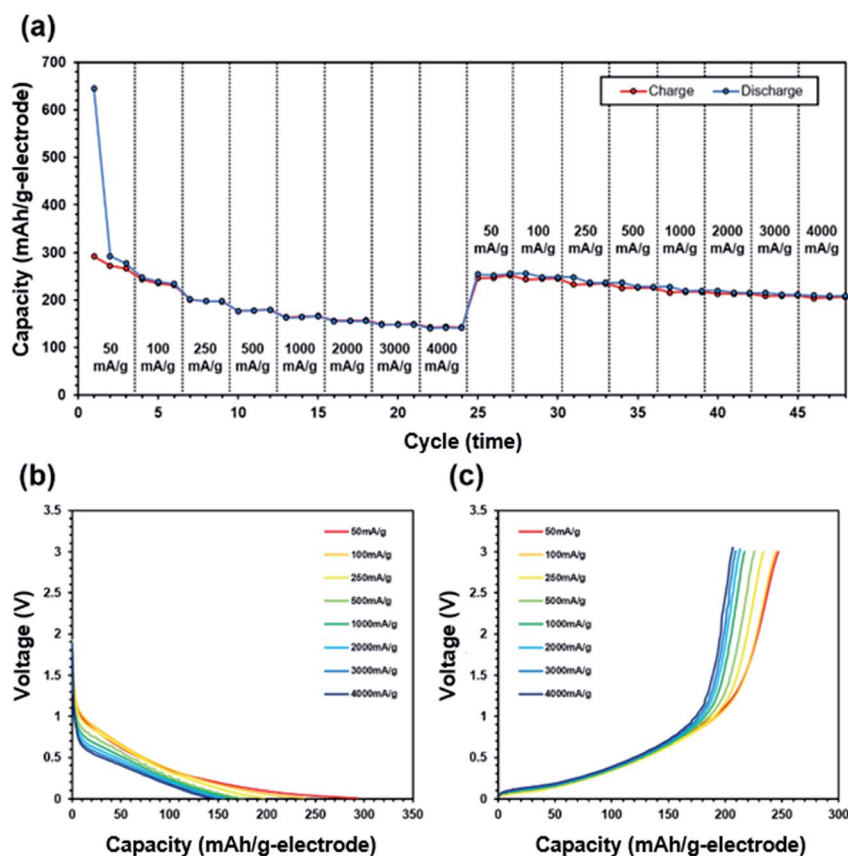 (a)
700
600
500
400
300
200
100
0
Capacity (mAh/g-electrode)
Charge Discharge
50 mA/g
100 mA/g
250 mA/g
500 mA/g
1000 mA/g
2000 mA/g
3000 mA/g
4000 mA/g
50 mA/g
100 mA/g
250 mA/g
500 mA/g
1000 mA/g
2000 mA/g
3000 mA/g
4000 mA/g
0 5 10 15 20 25 30 35 40 45
Cycle (time)
(b)
3.5
3
2.5
2
1.5
1
0.5
0
Voltage (V)
50mA/g
100mA/g
250mA/g
500mA/g
1000mA/g
2000mA/g
3000mA/g
4000mA/g
0 50 100 150 200 250 300 350
Capacity (mAh/g-electrode)
(c)
3.5
3
2.5
2
1.5
1
0.5
0
Voltage (V)
50mA/g
100mA/g
250mA/g
500mA/g
1000mA/g
2000mA/g
3000mA/g
4000mA/g
0 50 100 150 200 250 300
Capacity (mAh/g-electrode)